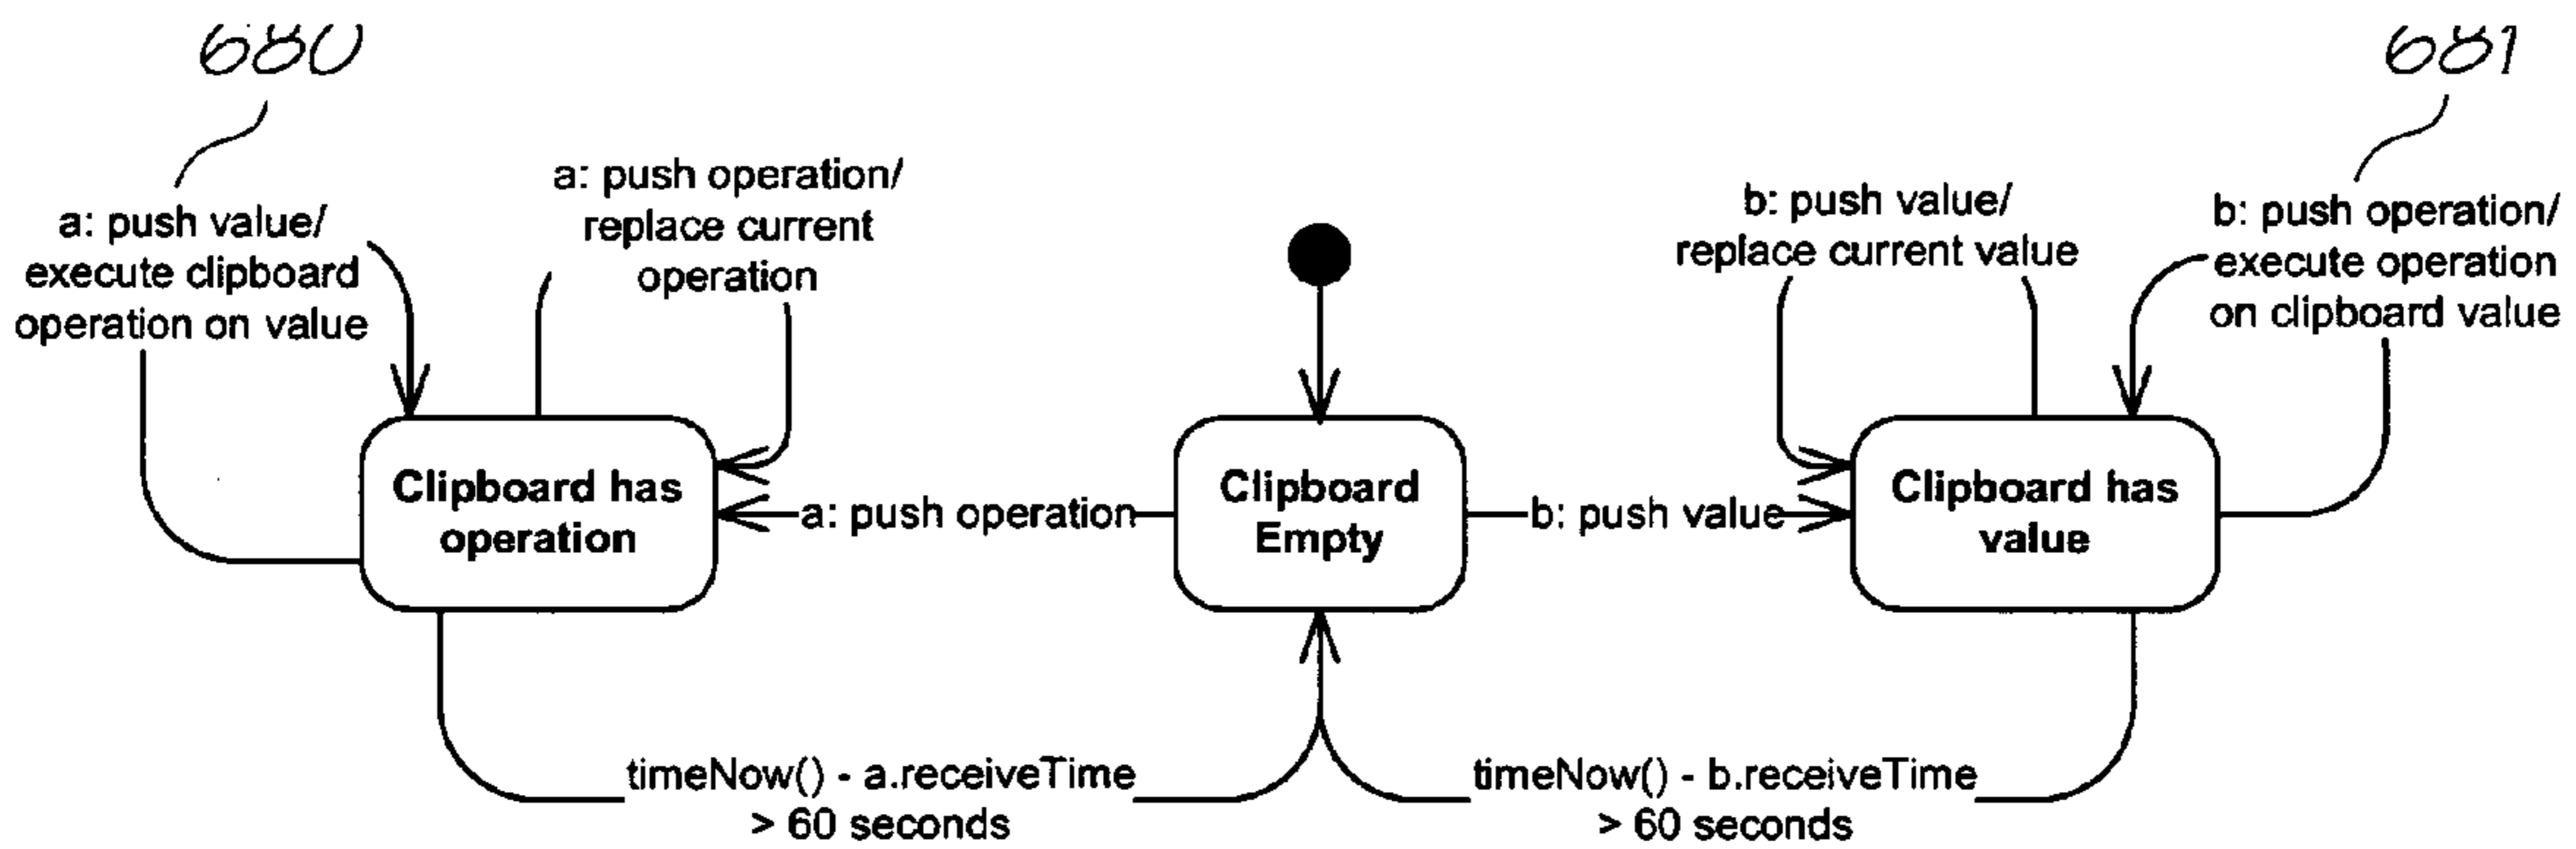 680
681
a: push value/
execute clipboard
operation on value
a: push operation/
replace current
operation
b: push value/
replace current value
b: push operation/
execute operation
on clipboard value
Clipboard has
operation
a: push operation
Clipboard
Empty
b: push value
Clipboard has
value
timeNow() - a.receiveTime
> 60 seconds
timeNow() - b.receiveTime
> 60 seconds